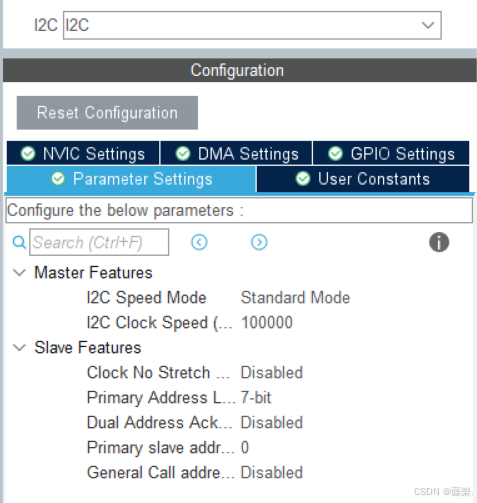 I2C I2C
Configuration
Reset Configuration
NVIC Settings DMA Settings GPIO Settings
Parameter Settings User Constants
Configure the below parameters :
Search (Ctrl+F)
Master Features
I2C Speed Mode Standard Mode
I2C Clock Speed (... 100000
Slave Features
Clock No Stretch ... Disabled
Primary Address L... 7-bit
Dual Address Ack... Disabled
Primary slave addr... 0
General Call addre... Disabled